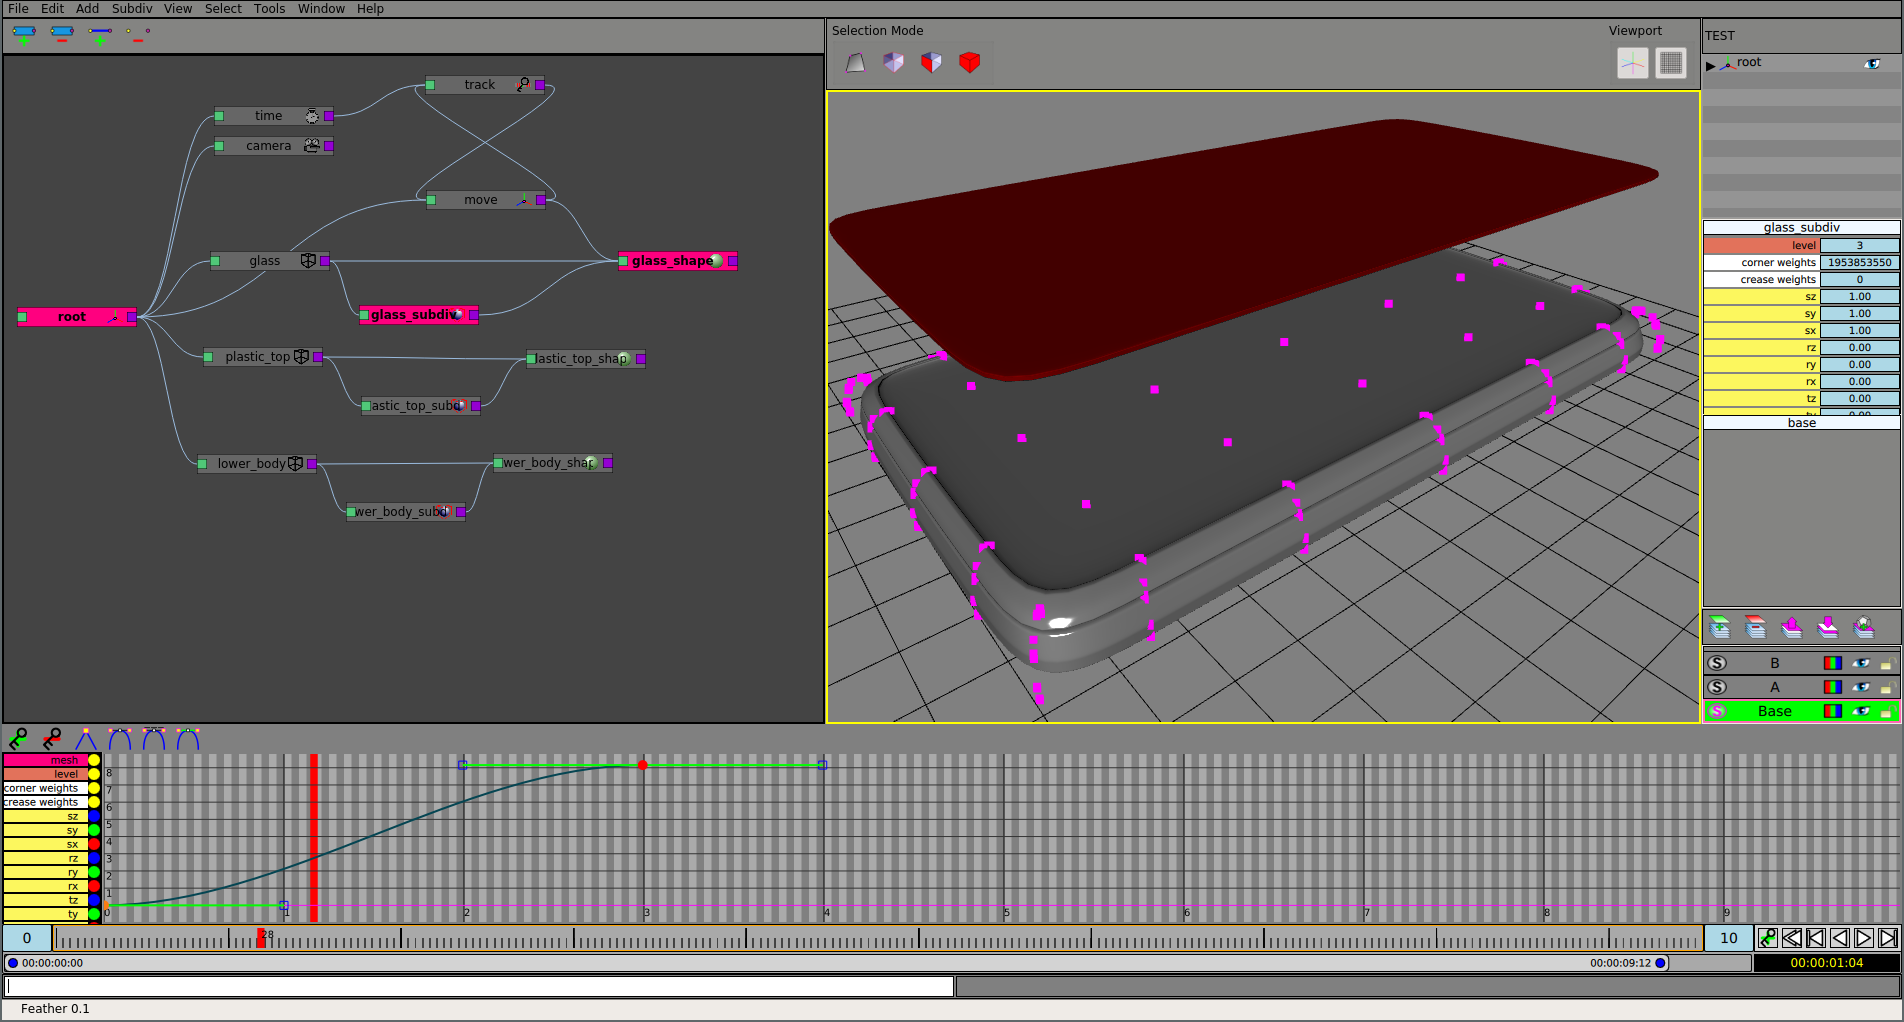 File Edit Add Subdiv View Select Tools Window Help
Selection Mode
Viewport
TEST
root
track
time
camera
move
glass
glass_shape
root
glass_subdiv
plastic_top
lastic_top_shap
astic_top_subd
lower_body
wer_body_shap
wer_body_subd
glass_subdiv
level 3
corner weights 1953853550
crease weights 0
sz 1.00
sy 1.00
sx 1.00
rz 0.00
ry 0.00
rx 0.00
tz 0.00
base
S B
S A
S Base
mesh
level
corner weights
crease weights
sz
sy
sx
rz
ry
rx
tz
ty
8
7
6
5
4
3
2
1
0 1 2 3 4 5 6 7 8 9
0 28 10
00:00:00:00 00:00:09:12 00:00:01:04
Feather 0.1